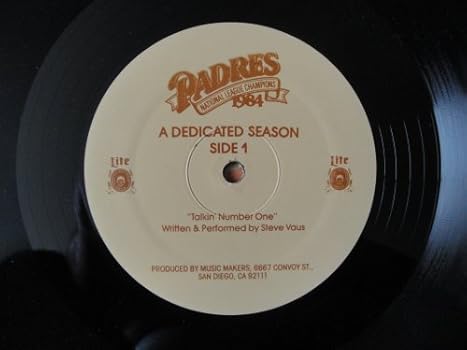 PADRES
NATIONAL LEAGUE CHAMPIONS
1984
A DEDICATED SEASON
SIDE 1
Lite
Lite
"Talkin' Number One"
Written & Performed by Steve Vaus
PRODUCED BY MUSIC MAKERS, 6667 CONVOY ST.,
SAN DIEGO, CA 92111